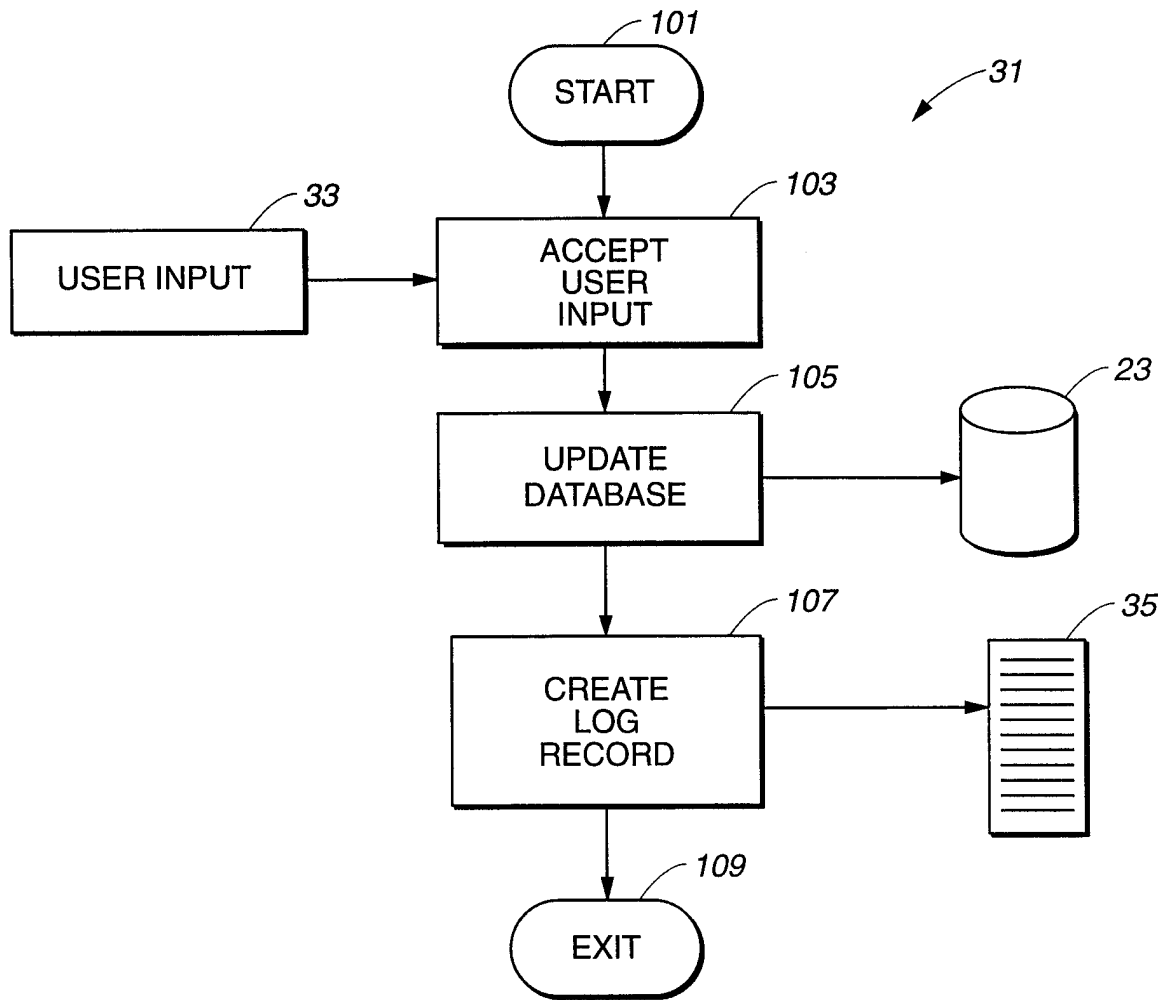 101
START
31
33
103
USER INPUT
ACCEPT
USER
INPUT
105
23
UPDATE
DATABASE
107
35
CREATE
LOG
RECORD
109
EXIT